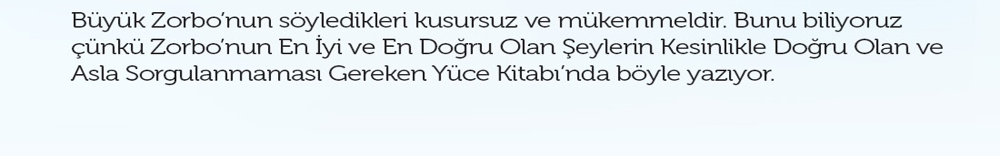 Büyük Zorbo’nun söyledikleri kusursuz ve mükemmeldir. Bunu biliyoruz
çünkü Zorbo’nun En İyi ve En Doğru Olan Şeylerin Kesinlikle Doğru Olan ve
Asla Sorgulanmaması Gereken Yüce Kitabı’nda böyle yazıyor.